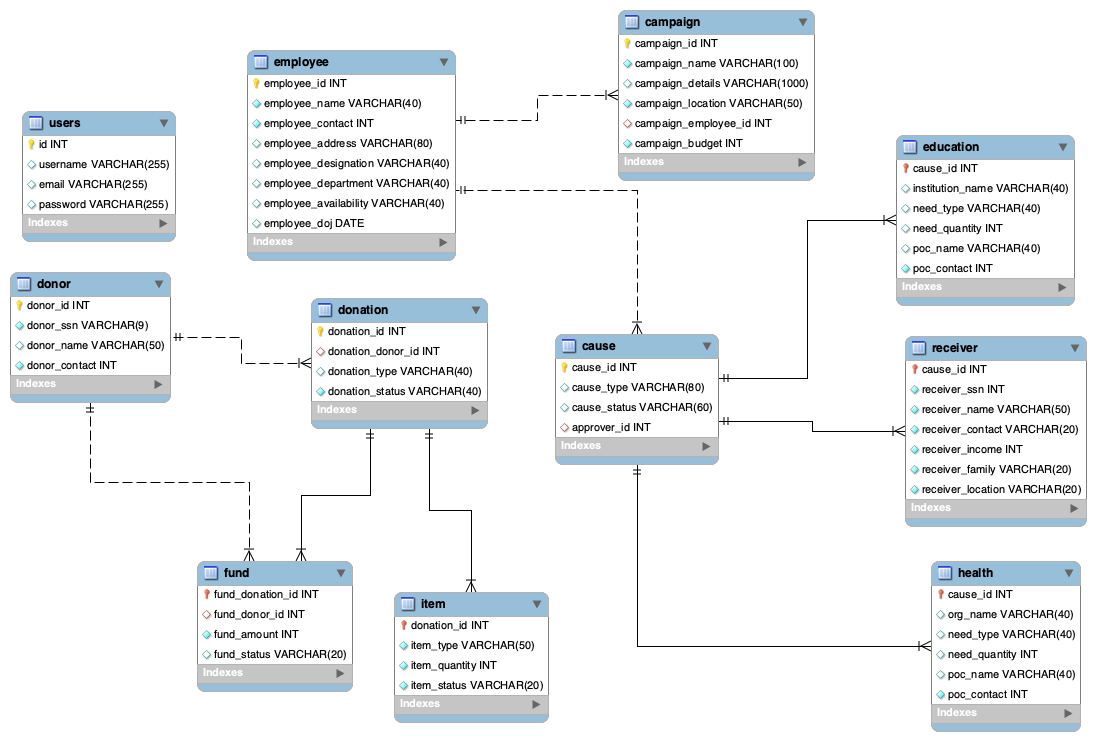 campaign
campaign_id INT
campaign_name VARCHAR(100)
campaign_details VARCHAR(1000)
campaign_location VARCHAR(50)
campaign_employee_id INT
campaign_budget INT
Indexes
employee
employee_id INT
employee_name VARCHAR(40)
employee_contact INT
employee_address VARCHAR(80)
employee_designation VARCHAR(40)
employee_department VARCHAR(40)
employee_availability VARCHAR(40)
employee_doj DATE
Indexes
users
id INT
username VARCHAR(255)
email VARCHAR(255)
password VARCHAR(255)
Indexes
education
cause_id INT
institution_name VARCHAR(40)
need_type VARCHAR(40)
need_quantity INT
poc_name VARCHAR(40)
poc_contact INT
Indexes
donor
donor_id INT
donor_ssn VARCHAR(9)
donor_name VARCHAR(50)
donor_contact INT
Indexes
donation
donation_id INT
donation_donor_id INT
donation_type VARCHAR(40)
donation_status VARCHAR(40)
Indexes
cause
cause_id INT
cause_type VARCHAR(80)
cause_status VARCHAR(60)
approver_id INT
Indexes
receiver
cause_id INT
receiver_ssn INT
receiver_name VARCHAR(50)
receiver_contact VARCHAR(20)
receiver_income INT
receiver_family VARCHAR(20)
receiver_location VARCHAR(20)
Indexes
fund
fund_donation_id INT
fund_donor_id INT
fund_amount INT
fund_status VARCHAR(20)
Indexes
item
donation_id INT
item_type VARCHAR(50)
item_quantity INT
item_status VARCHAR(20)
Indexes
health
cause_id INT
org_name VARCHAR(40)
need_type VARCHAR(40)
need_quantity INT
poc_name VARCHAR(40)
poc_contact INT
Indexes